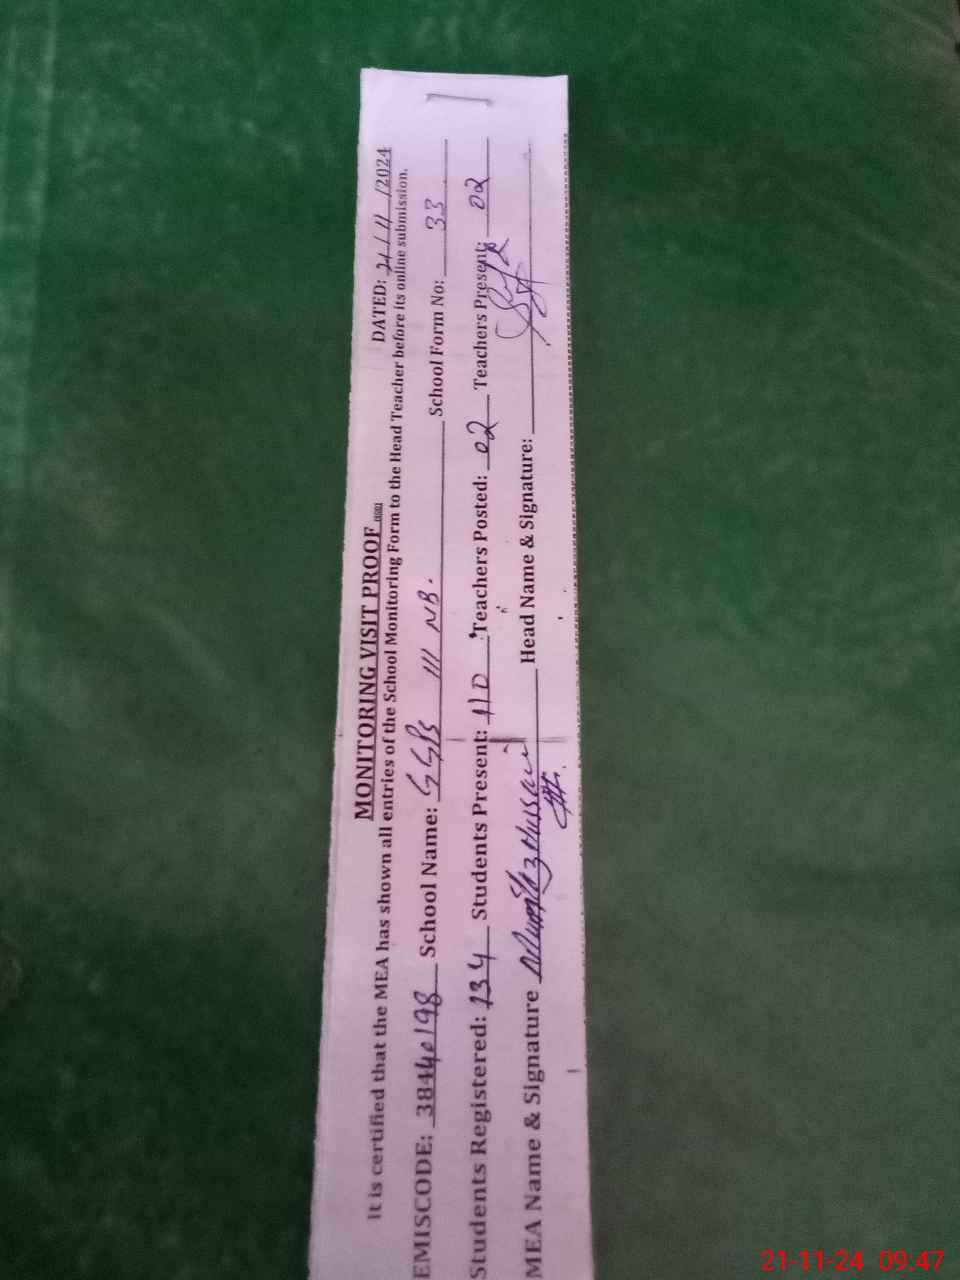 MONITORING VISIT PROOF
DATED: 21/11/2024
It is certified that the MEA has shown all entries of the School Monitoring Form to the Head Teacher before its online submission.
EMISCODE: 38440198 School Name: GGPS 111 NB. School Form No: 33
Students Registered: 134 Students Present: 110 Teachers Posted: 02 Teachers Present: 02
MEA Name & Signature Mumtaz Hussain Head Name & Signature:
21-11-24 09:47